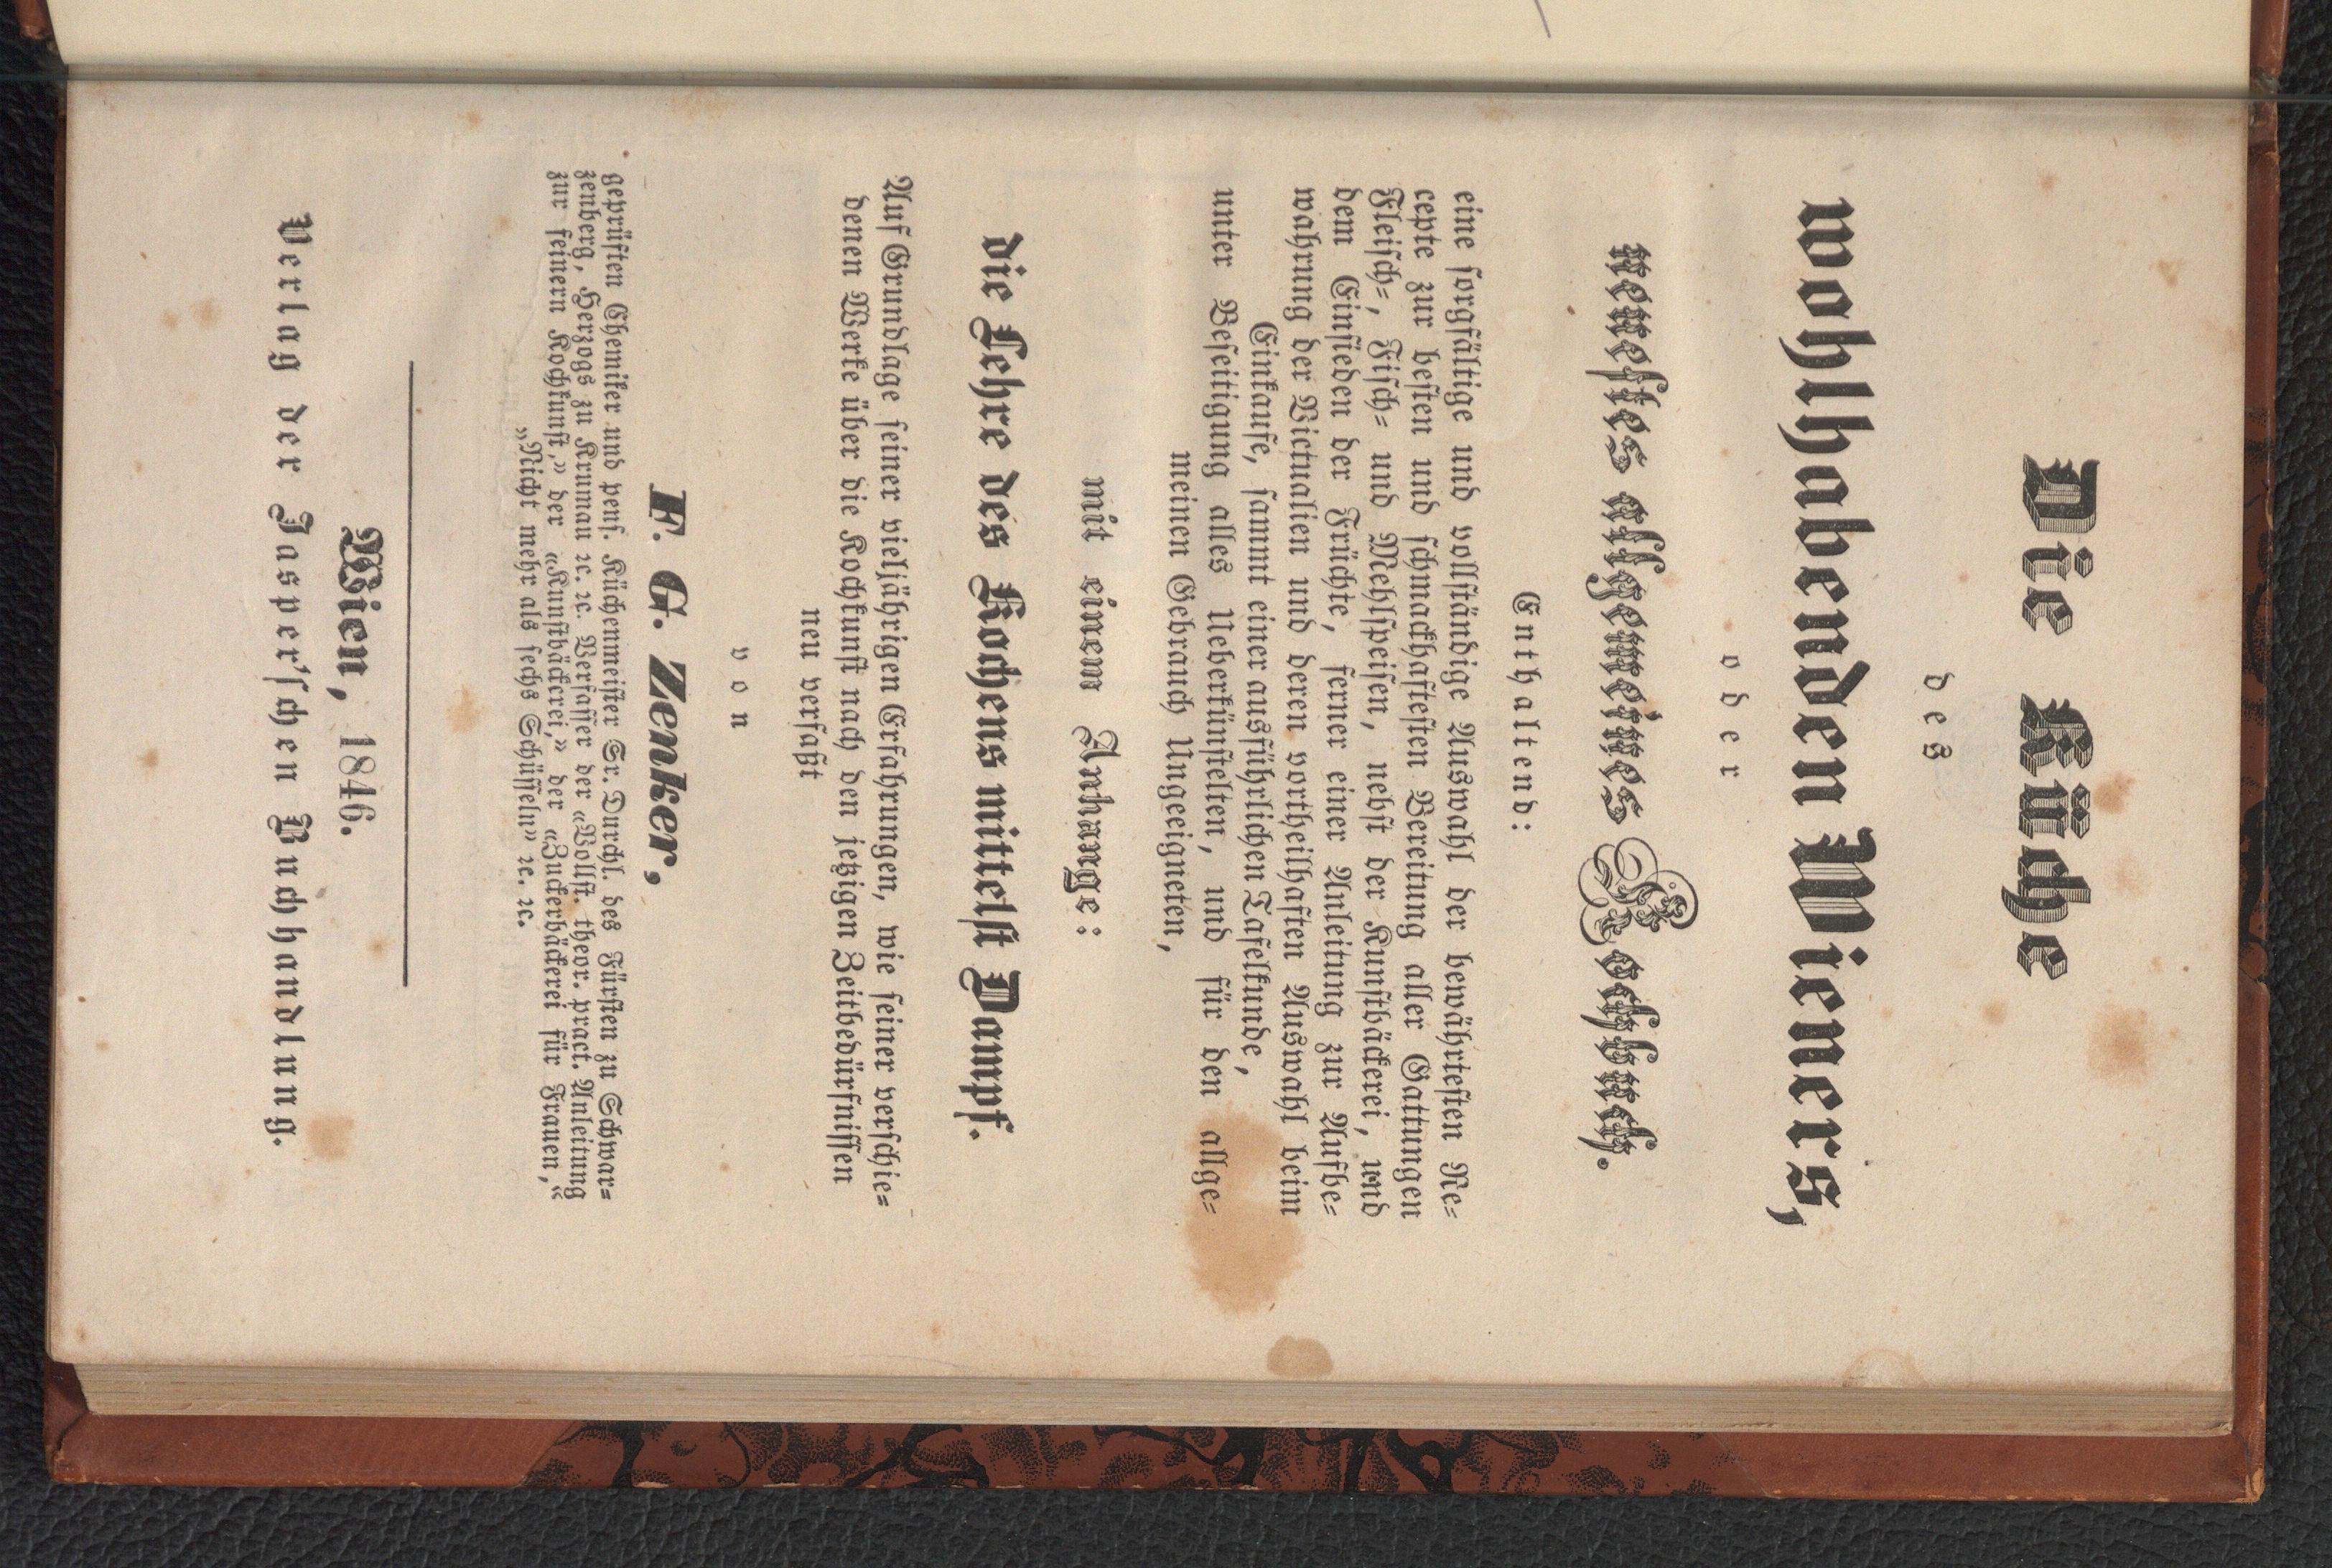 Die Küche
des
wohlhabenden Wieners,
oder
neuestes allgemeines Kochbuch.
Enthaltend:
eine sorgfältige und vollständige Auswahl der bewährtesten Re-
cepte zur besten und schmackhaftesten Bereitung aller Gattungen
Fleisch-, Fisch- und Mehlspeisen, nebst der Kunstbäckerei, und
dem Einsieden der Früchte, ferner einer Anleitung zur Aufbe-
wahrung der Victualien und deren vortheilhaften Auswahl beim
Einkaufe, sammt einer ausführlichen Tafelkunde,
unter Beseitigung alles Ueberkünstelten, und für den allge-
meinen Gebrauch Ungeeigneten,
mit einem Anhange:
die Lehre des Kochens mittelst Dampf.
Auf Grundlage seiner vieljährigen Erfahrungen, wie seiner verschie-
denen Werke über die Kochkunst nach den jetzigen Zeitbedürfnissen
neu verfaßt
von
F. G. Zenker,
geprüften Chemiker und pens. Küchenmeister Sr. Durchl. des Fürsten zu Schwar-
zenberg, Herzogs zu Krumau ꝛc. ꝛc. Verfasser der «Vollst. theor. pract. Anleitung
zur feinern Kochkunst,» der «Kunstbäckerei,» der «Zuckerbäckerei für Frauen,«
»Nicht mehr als sechs Schüsseln» ꝛc. ꝛc.
Wien, 1846.
Verlag der Jasper'schen Buchhandlung.